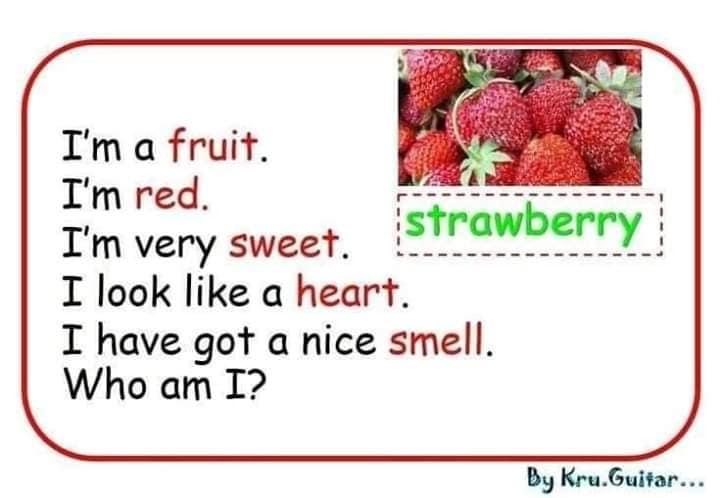 I'm a fruit.
I'm red.
I'm very sweet.
I look like a heart.
I have got a nice smell.
Who am I?
strawberry
By Kru.Guitar...